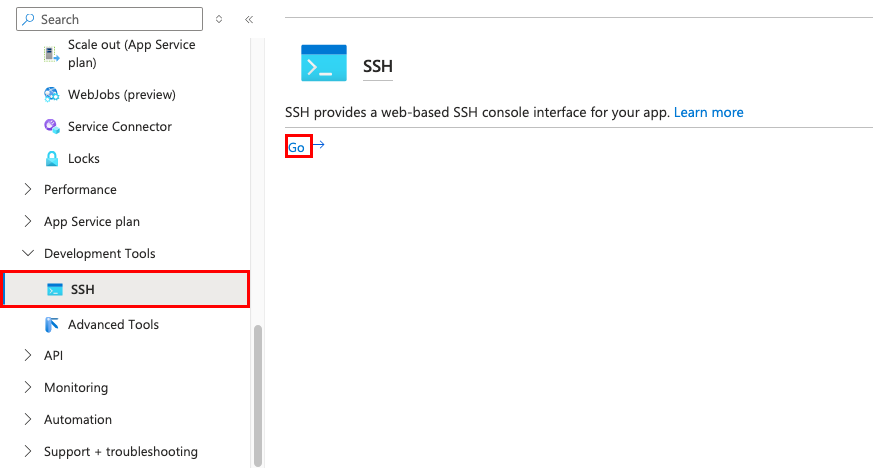 Search
Scale out (App Service
plan)
WebJobs (preview)
Service Connector
Locks
Performance
App Service plan
Development Tools
SSH
Advanced Tools
API
Monitoring
Automation
Support + troubleshooting
SSH
SSH provides a web-based SSH console interface for your app. Learn more
Go